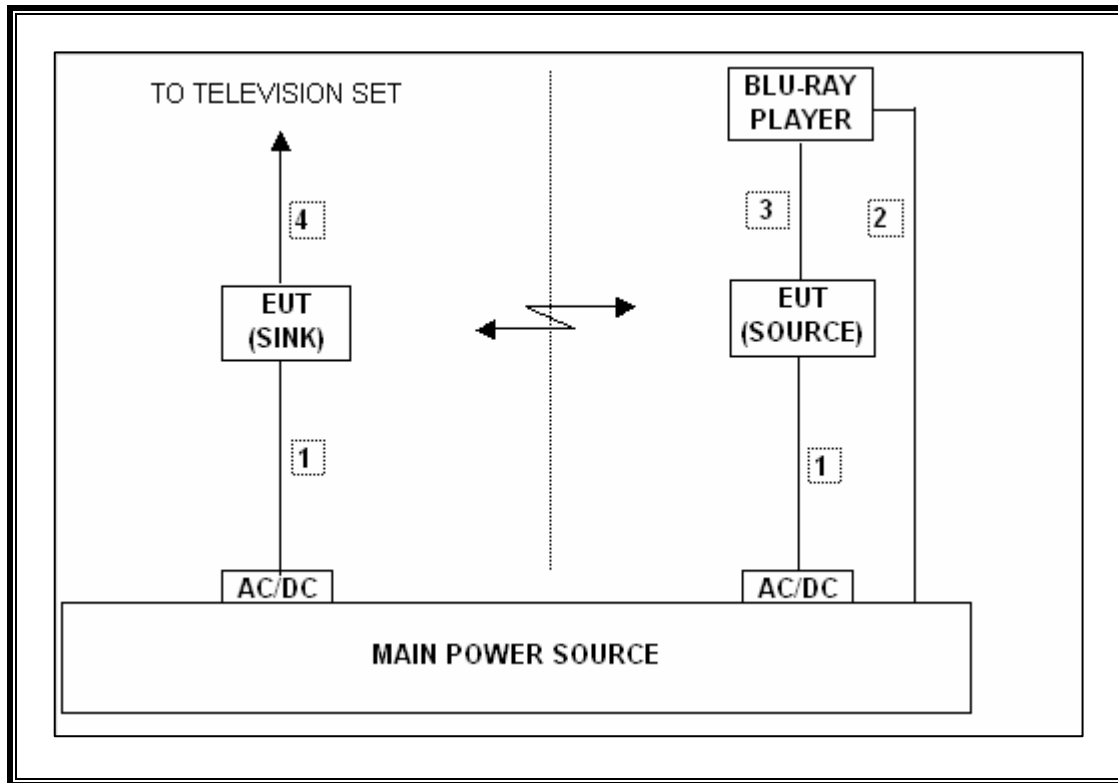 TO TELEVISION SET
BLU-RAY
PLAYER
4
3
2
EUT
(SINK)
EUT
(SOURCE)
1
1
AC/DC
AC/DC
MAIN POWER SOURCE